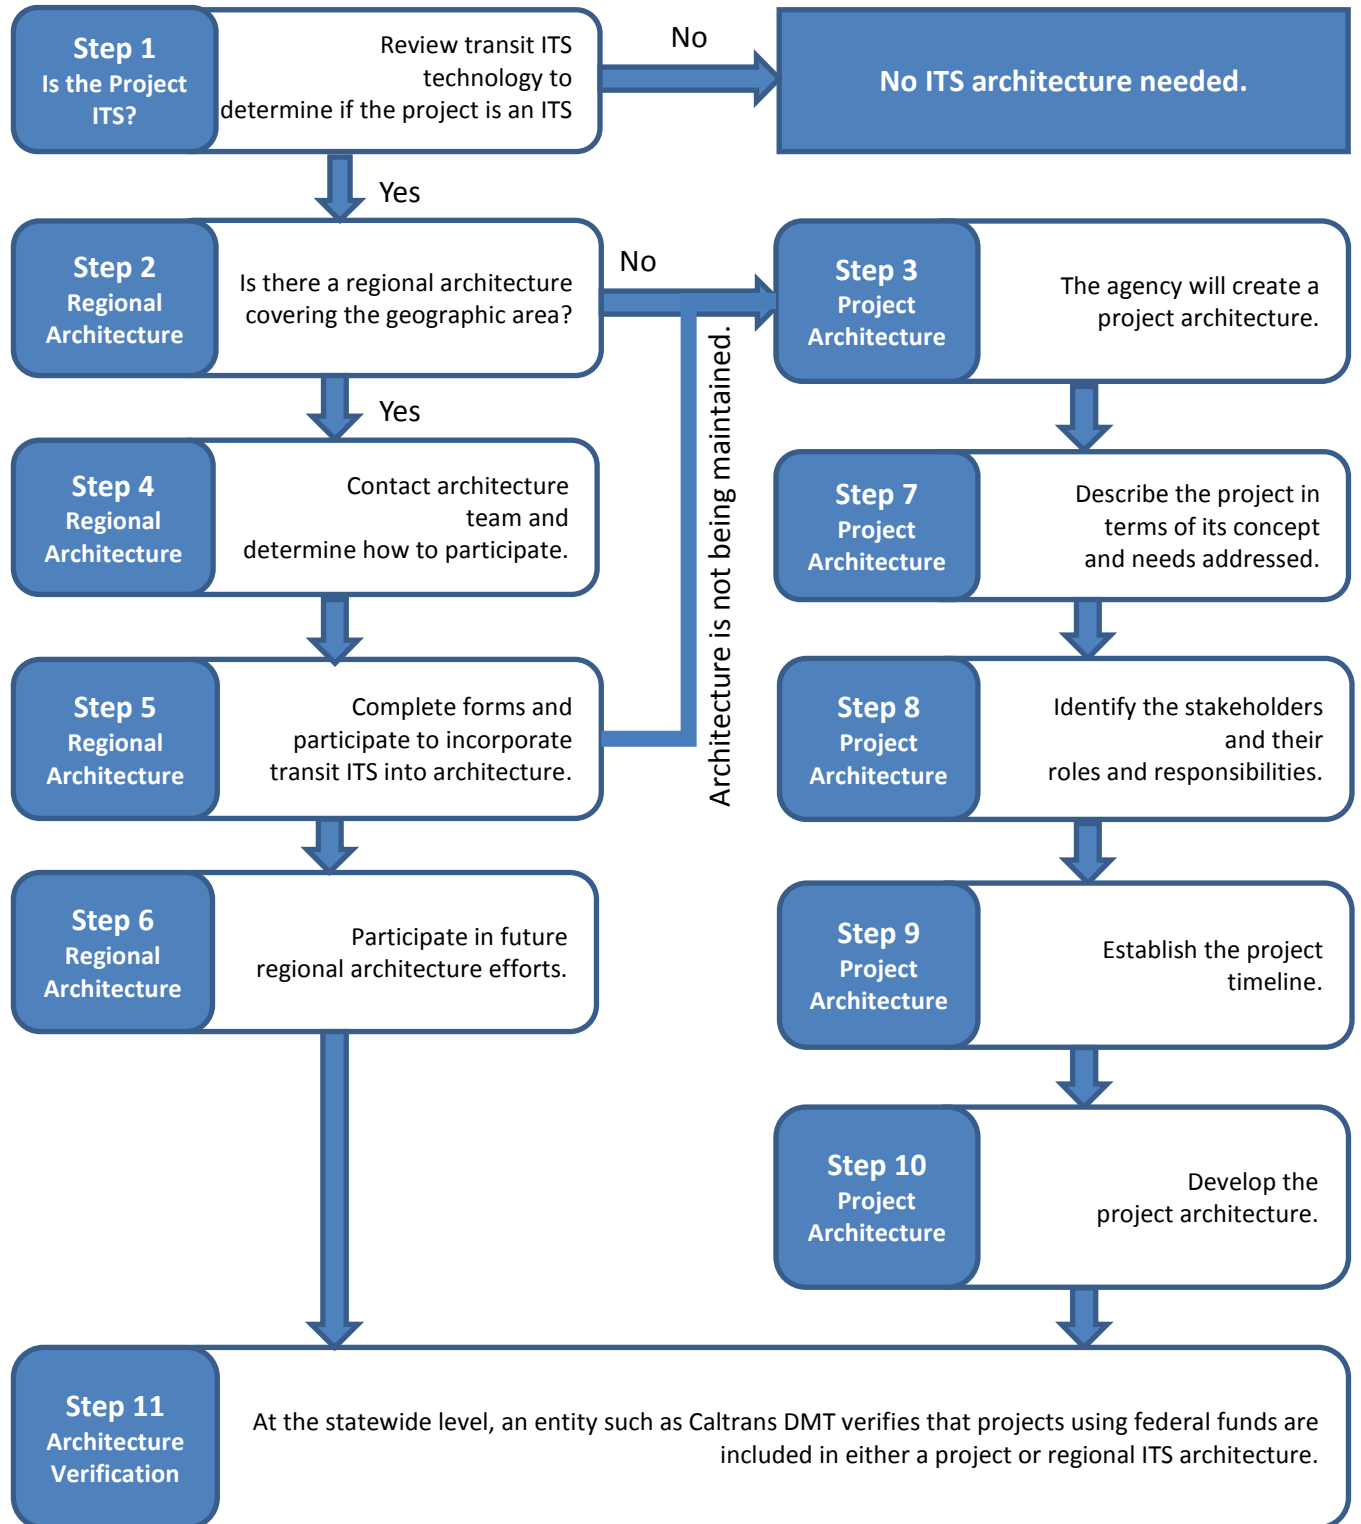 Step 1
Is the Project
ITS?
Review transit ITS
technology to
determine if the project is an ITS
No
No ITS architecture needed.
Yes
Step 2
Regional
Architecture
Is there a regional architecture
covering the geographic area?
No
Step 3
Project
Architecture
The agency will create a
project architecture.
Yes
Architecture is not being maintained.
Step 4
Regional
Architecture
Contact architecture
team and
determine how to participate.
Step 7
Project
Architecture
Describe the project in
terms of its concept
and needs addressed.
Step 5
Regional
Architecture
Complete forms and
participate to incorporate
transit ITS into architecture.
Step 8
Project
Architecture
Identify the stakeholders
and their
roles and responsibilities.
Step 6
Regional
Architecture
Participate in future
regional architecture efforts.
Step 9
Project
Architecture
Establish the project
timeline.
Step 10
Project
Architecture
Develop the
project architecture.
Step 11
Architecture
Verification
At the statewide level, an entity such as Caltrans DMT verifies that projects using federal funds are
included in either a project or regional ITS architecture.